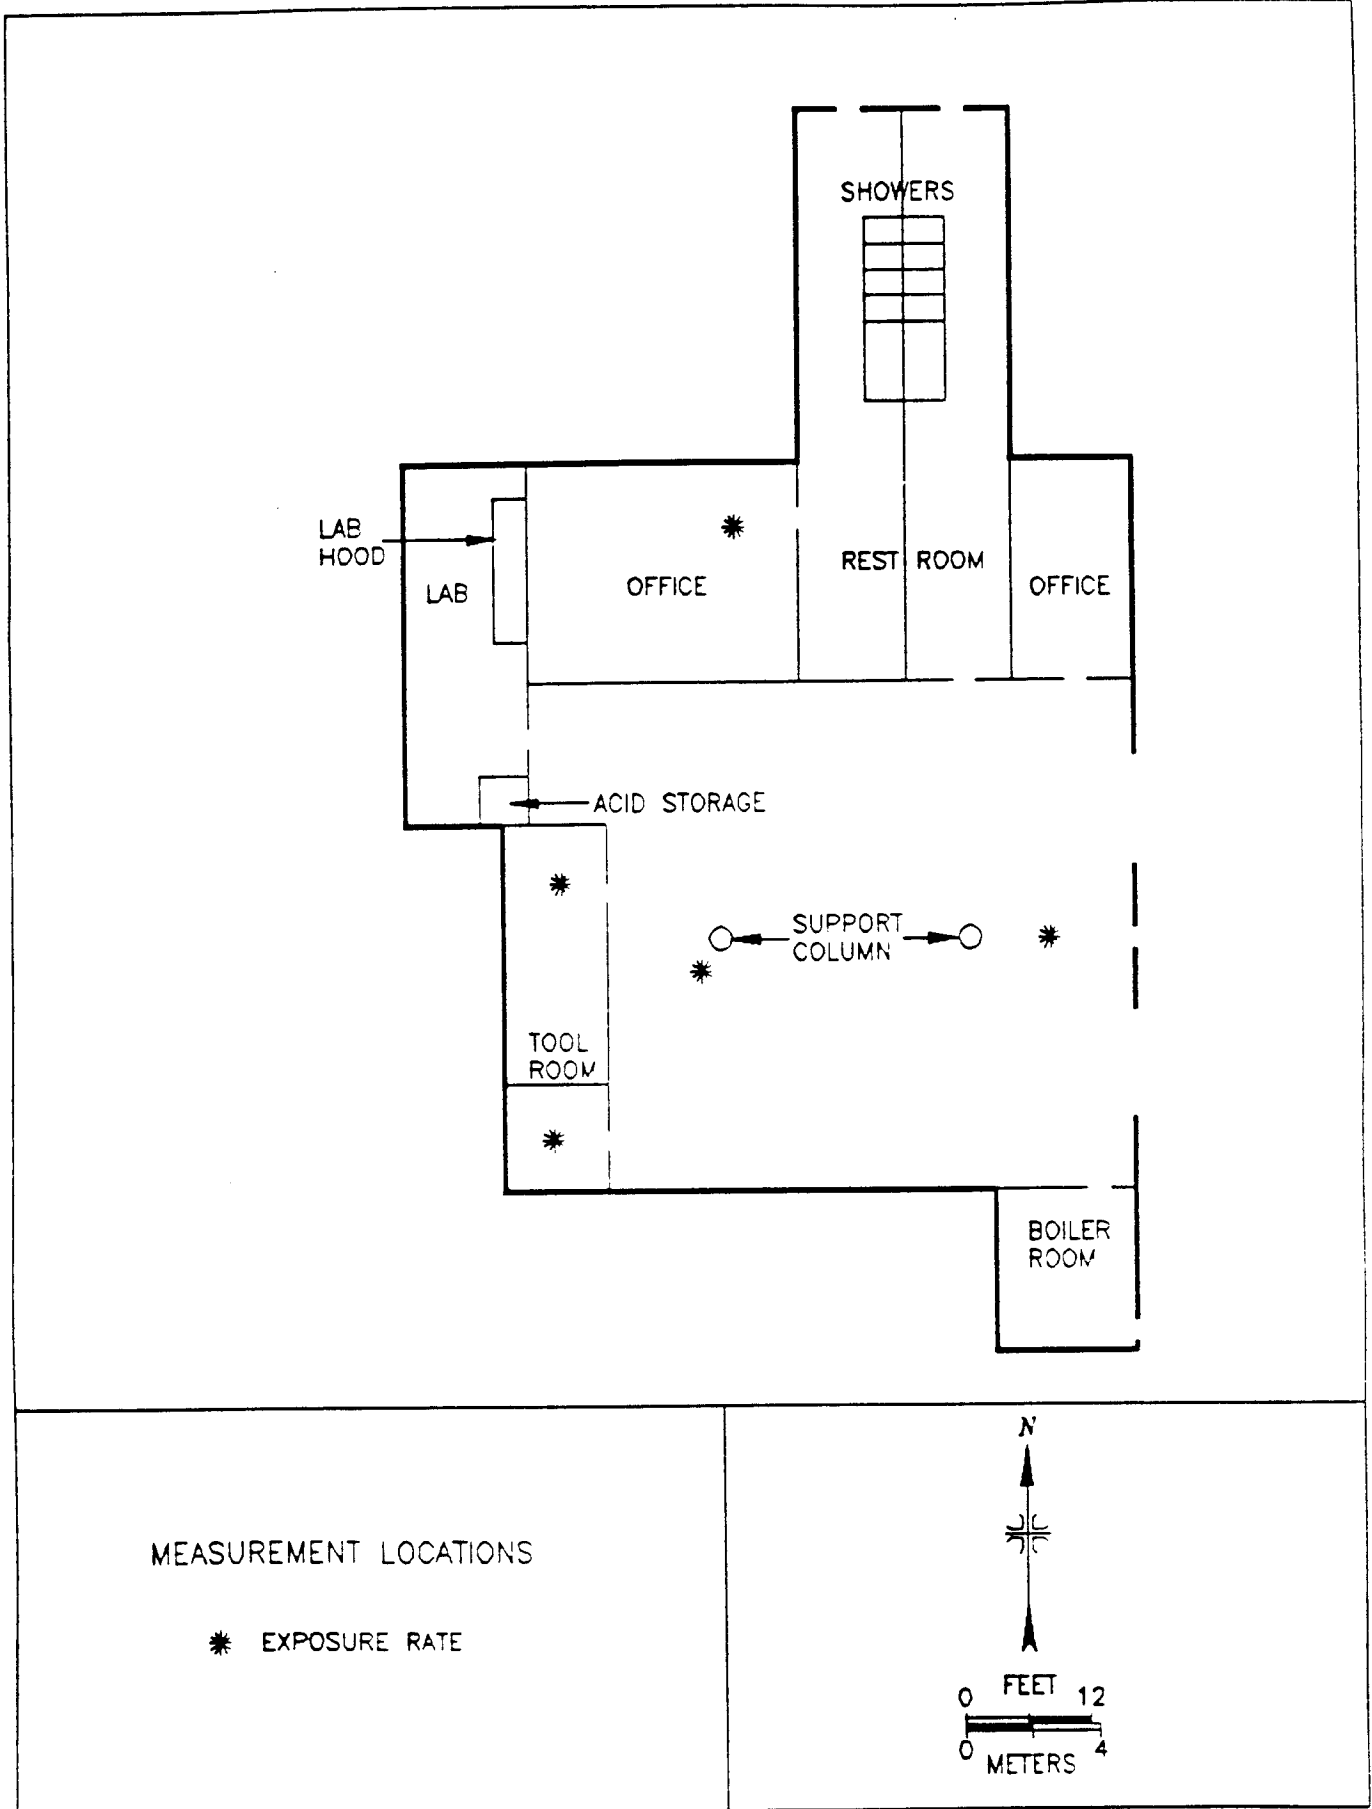 SHOWERS
LAB
HOOD
LAB
OFFICE
REST ROOM
OFFICE
ACID STORAGE
SUPPORT
COLUMN
TOOL
ROOM
BOILER
ROOM
MEASUREMENT LOCATIONS
EXPOSURE RATE
N
FEET
0 12
0 4
METERS